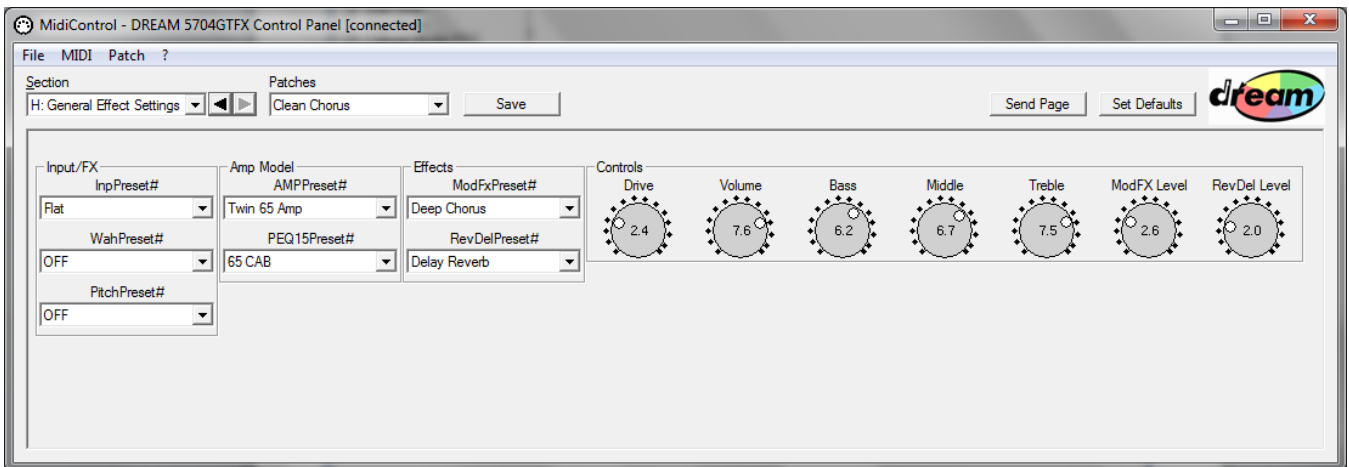 MidiControl - DREAM 5704GTFX Control Panel [connected]
File MIDI Patch ?
Section Patches
H: General Effect Settings Clean Chorus Save Send Page Set Defaults dream
Input/FX Amp Model Effects Controls
InpPreset# AMPPreset# ModFxPreset# Drive Volume Bass Middle Treble ModFX Level RevDel Level
Flat Twin 65 Amp Deep Chorus
2.4 7.6 6.2 6.7 7.5 2.6 2.0
WahPreset# PEQ15Preset# RevDelPreset#
OFF 65 CAB Delay Reverb
PitchPreset#
OFF